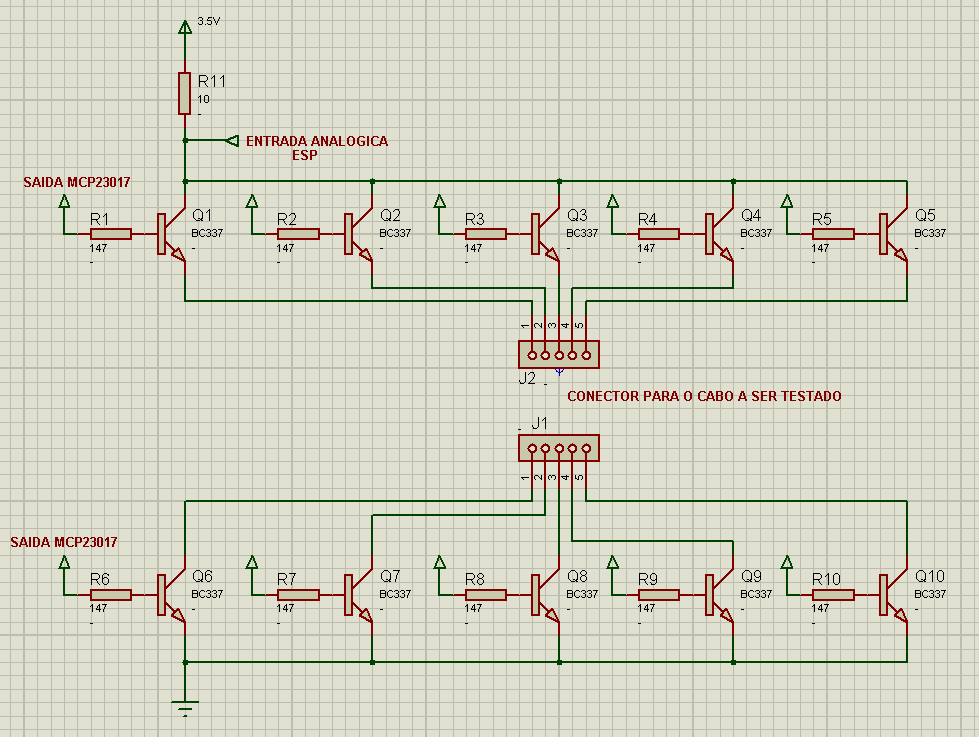 3.5V
R11
10
-
ENTRADA ANALOGICA
ESP
SAIDA MCP23017
R1
147
-
Q1
BC337
-
R2
147
-
Q2
BC337
-
R3
147
-
Q3
BC337
-
R4
147
-
Q4
BC337
-
R5
147
-
Q5
BC337
-
1 2 3 4 5
J2 -
CONECTOR PARA O CABO A SER TESTADO
- J1
1 2 3 4 5
SAIDA MCP23017
R6
147
-
Q6
BC337
-
R7
147
-
Q7
BC337
-
R8
147
-
Q8
BC337
-
R9
147
-
Q9
BC337
-
R10
147
-
Q10
BC337
-